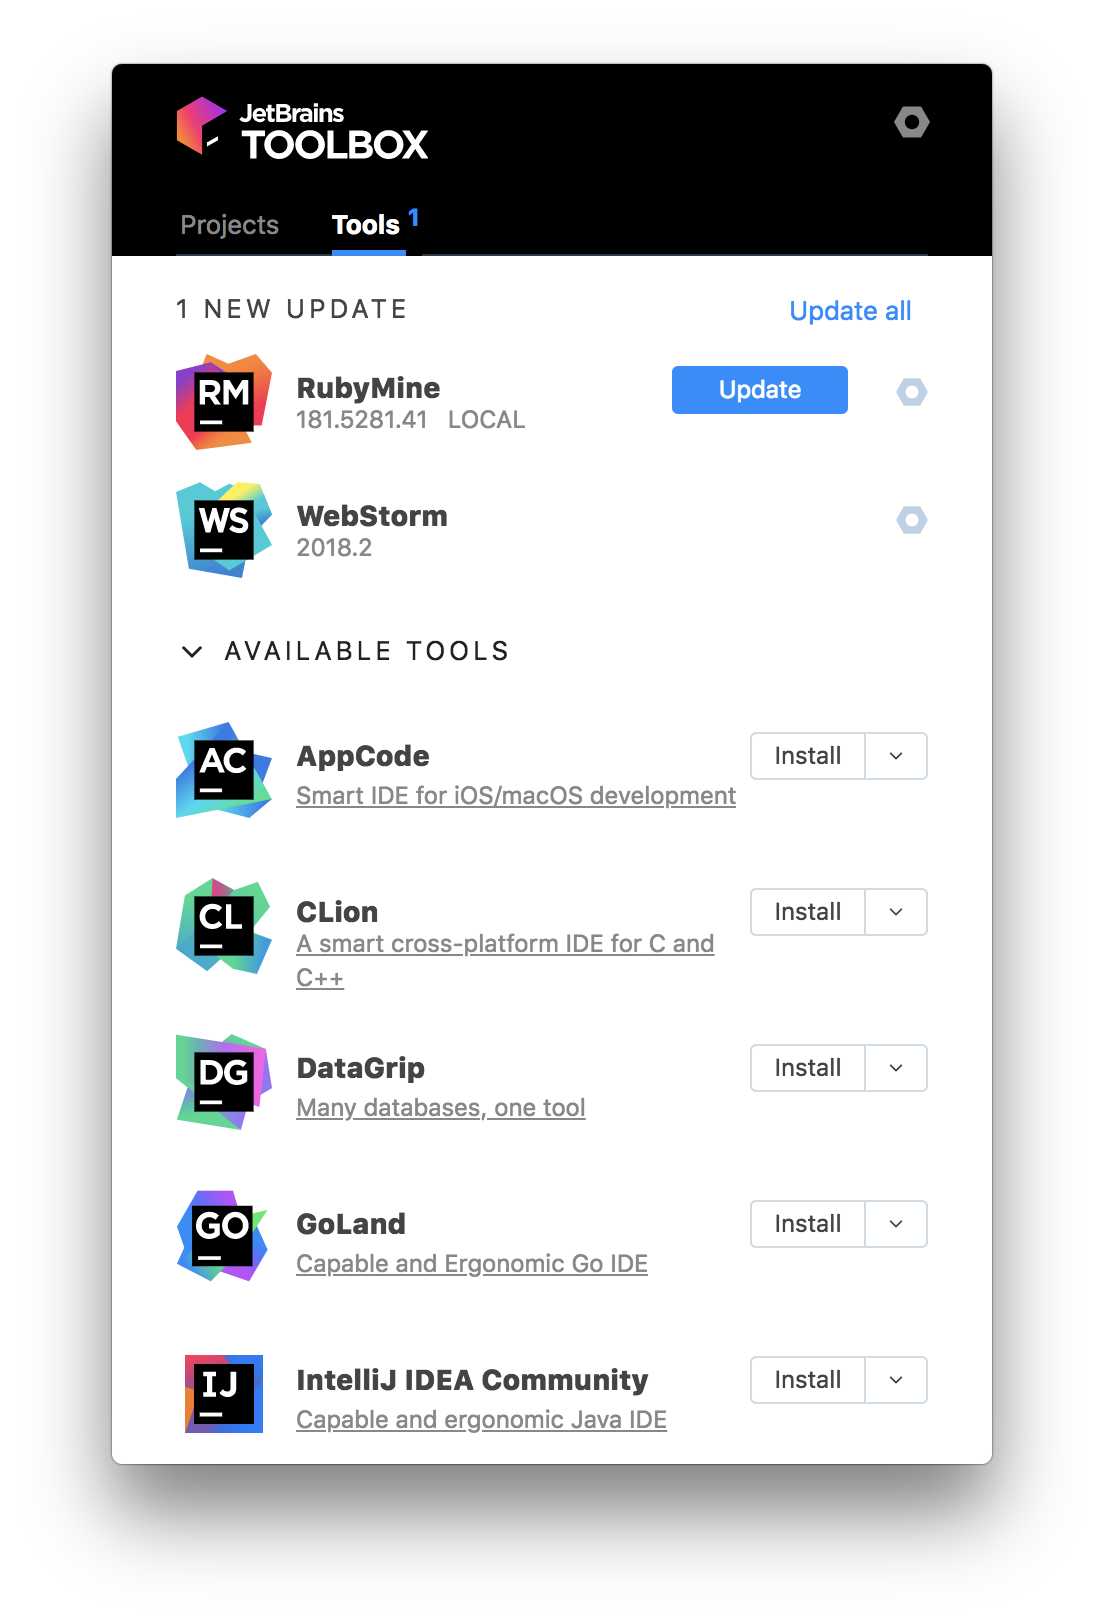 JetBrains
TOOLBOX
Projects
Tools 1
1 NEW UPDATE
Update all
RM
RubyMine
181.5281.41 LOCAL
Update
WS
WebStorm
2018.2
AVAILABLE TOOLS
AC
AppCode
Smart IDE for iOS/macOS development
Install
CL
CLion
A smart cross-platform IDE for C and
C++
Install
DG
DataGrip
Many databases, one tool
Install
GO
GoLand
Capable and Ergonomic Go IDE
Install
IJ
IntelliJ IDEA Community
Capable and ergonomic Java IDE
Install